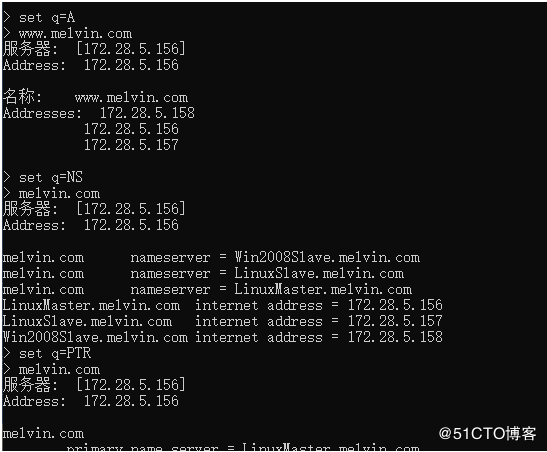 > set q=A
> www.melvin.com
服务器:  [172.28.5.156]
Address:  172.28.5.156
名称:    www.melvin.com
Addresses:  172.28.5.158
172.28.5.156
172.28.5.157
> set q=NS
> melvin.com
服务器:  [172.28.5.156]
Address:  172.28.5.156
melvin.com      nameserver = Win2008Slave.melvin.com
melvin.com      nameserver = LinuxSlave.melvin.com
melvin.com      nameserver = LinuxMaster.melvin.com
LinuxMaster.melvin.com  internet address = 172.28.5.156
LinuxSlave.melvin.com   internet address = 172.28.5.157
Win2008Slave.melvin.com internet address = 172.28.5.158
> set q=PTR
> melvin.com
服务器:  [172.28.5.156]
Address:  172.28.5.156
melvin.com
primary name server = LinuxMaster.melvin.com
@51CTO博客